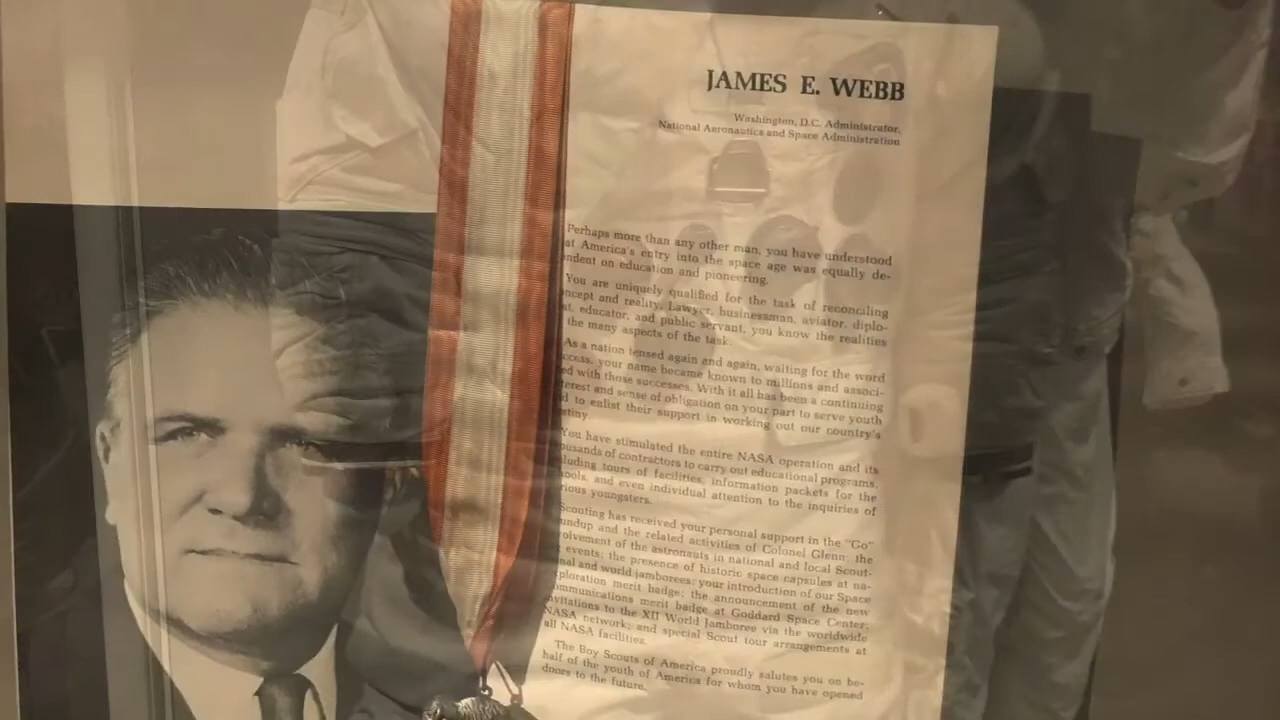 JAMES E. WEBB
Washington, D.C. Administrator,
National Aeronautics and Space Administration
Perhaps more than any other man, you have understood
at America's entry into the space age was equally de-
ndent on education and pioneering.
You are uniquely qualified for the task of reconciling
ncept and reality. Lawyer, businessman, aviator, diplo-
st, educator, and public servant, you know the realities
the many aspects of the task.
As a nation tensed again and again, waiting for the word
ccess, your name became known to millions and associ-
ed with those successes. With it all has been a continuing
terest and sense of obligation on your part to serve youth
d to enlist their support in working out our country's
stiny
You have stimulated the entire NASA operation and its
ousands of contractors to carry out educational programs,
luding tours of facilities, information packets for the
ools, and even individual attention to the inquiries of
rious youngsters.
Scouting has received your personal support in the "Go"
undup and the related activities of Colonel Glenn; the
volvement of the astronauts in national and local Scout-
g events; the presence of historic space capsules at na-
nal and world jamborees; your introduction of our Space
ploration merit badge; the announcement of the new
ommunications merit badge at Goddard Space Center;
nvitations to the XII World Jamboree via the worldwide
NASA network; and special Scout tour arrangements at
all NASA facilities.
The Boy Scouts of America proudly salutes you on be-
half of the youth of America for whom you have opened
doors to the future.